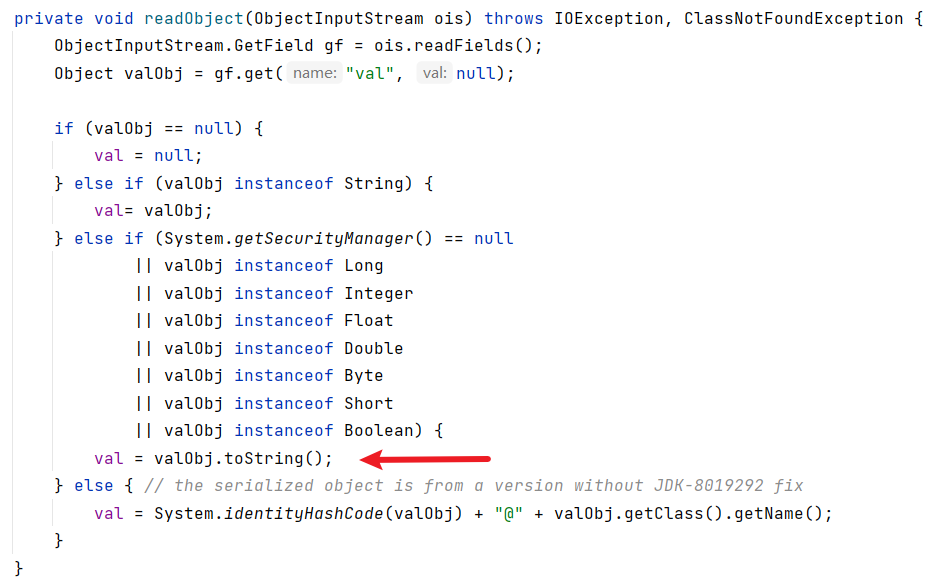 private void readObject(ObjectInputStream ois) throws IOException, ClassNotFoundException {
    ObjectInputStream.GetField gf = ois.readFields();
    Object valObj = gf.get( name: "val", val: null);

    if (valObj == null) {
        val = null;
    } else if (valObj instanceof String) {
        val= valObj;
    } else if (System.getSecurityManager() == null
            || valObj instanceof Long
            || valObj instanceof Integer
            || valObj instanceof Float
            || valObj instanceof Double
            || valObj instanceof Byte
            || valObj instanceof Short
            || valObj instanceof Boolean) {
        val = valObj.toString();
    } else { // the serialized object is from a version without JDK-8019292 fix
        val = System.identityHashCode(valObj) + "@" + valObj.getClass().getName();
    }
}